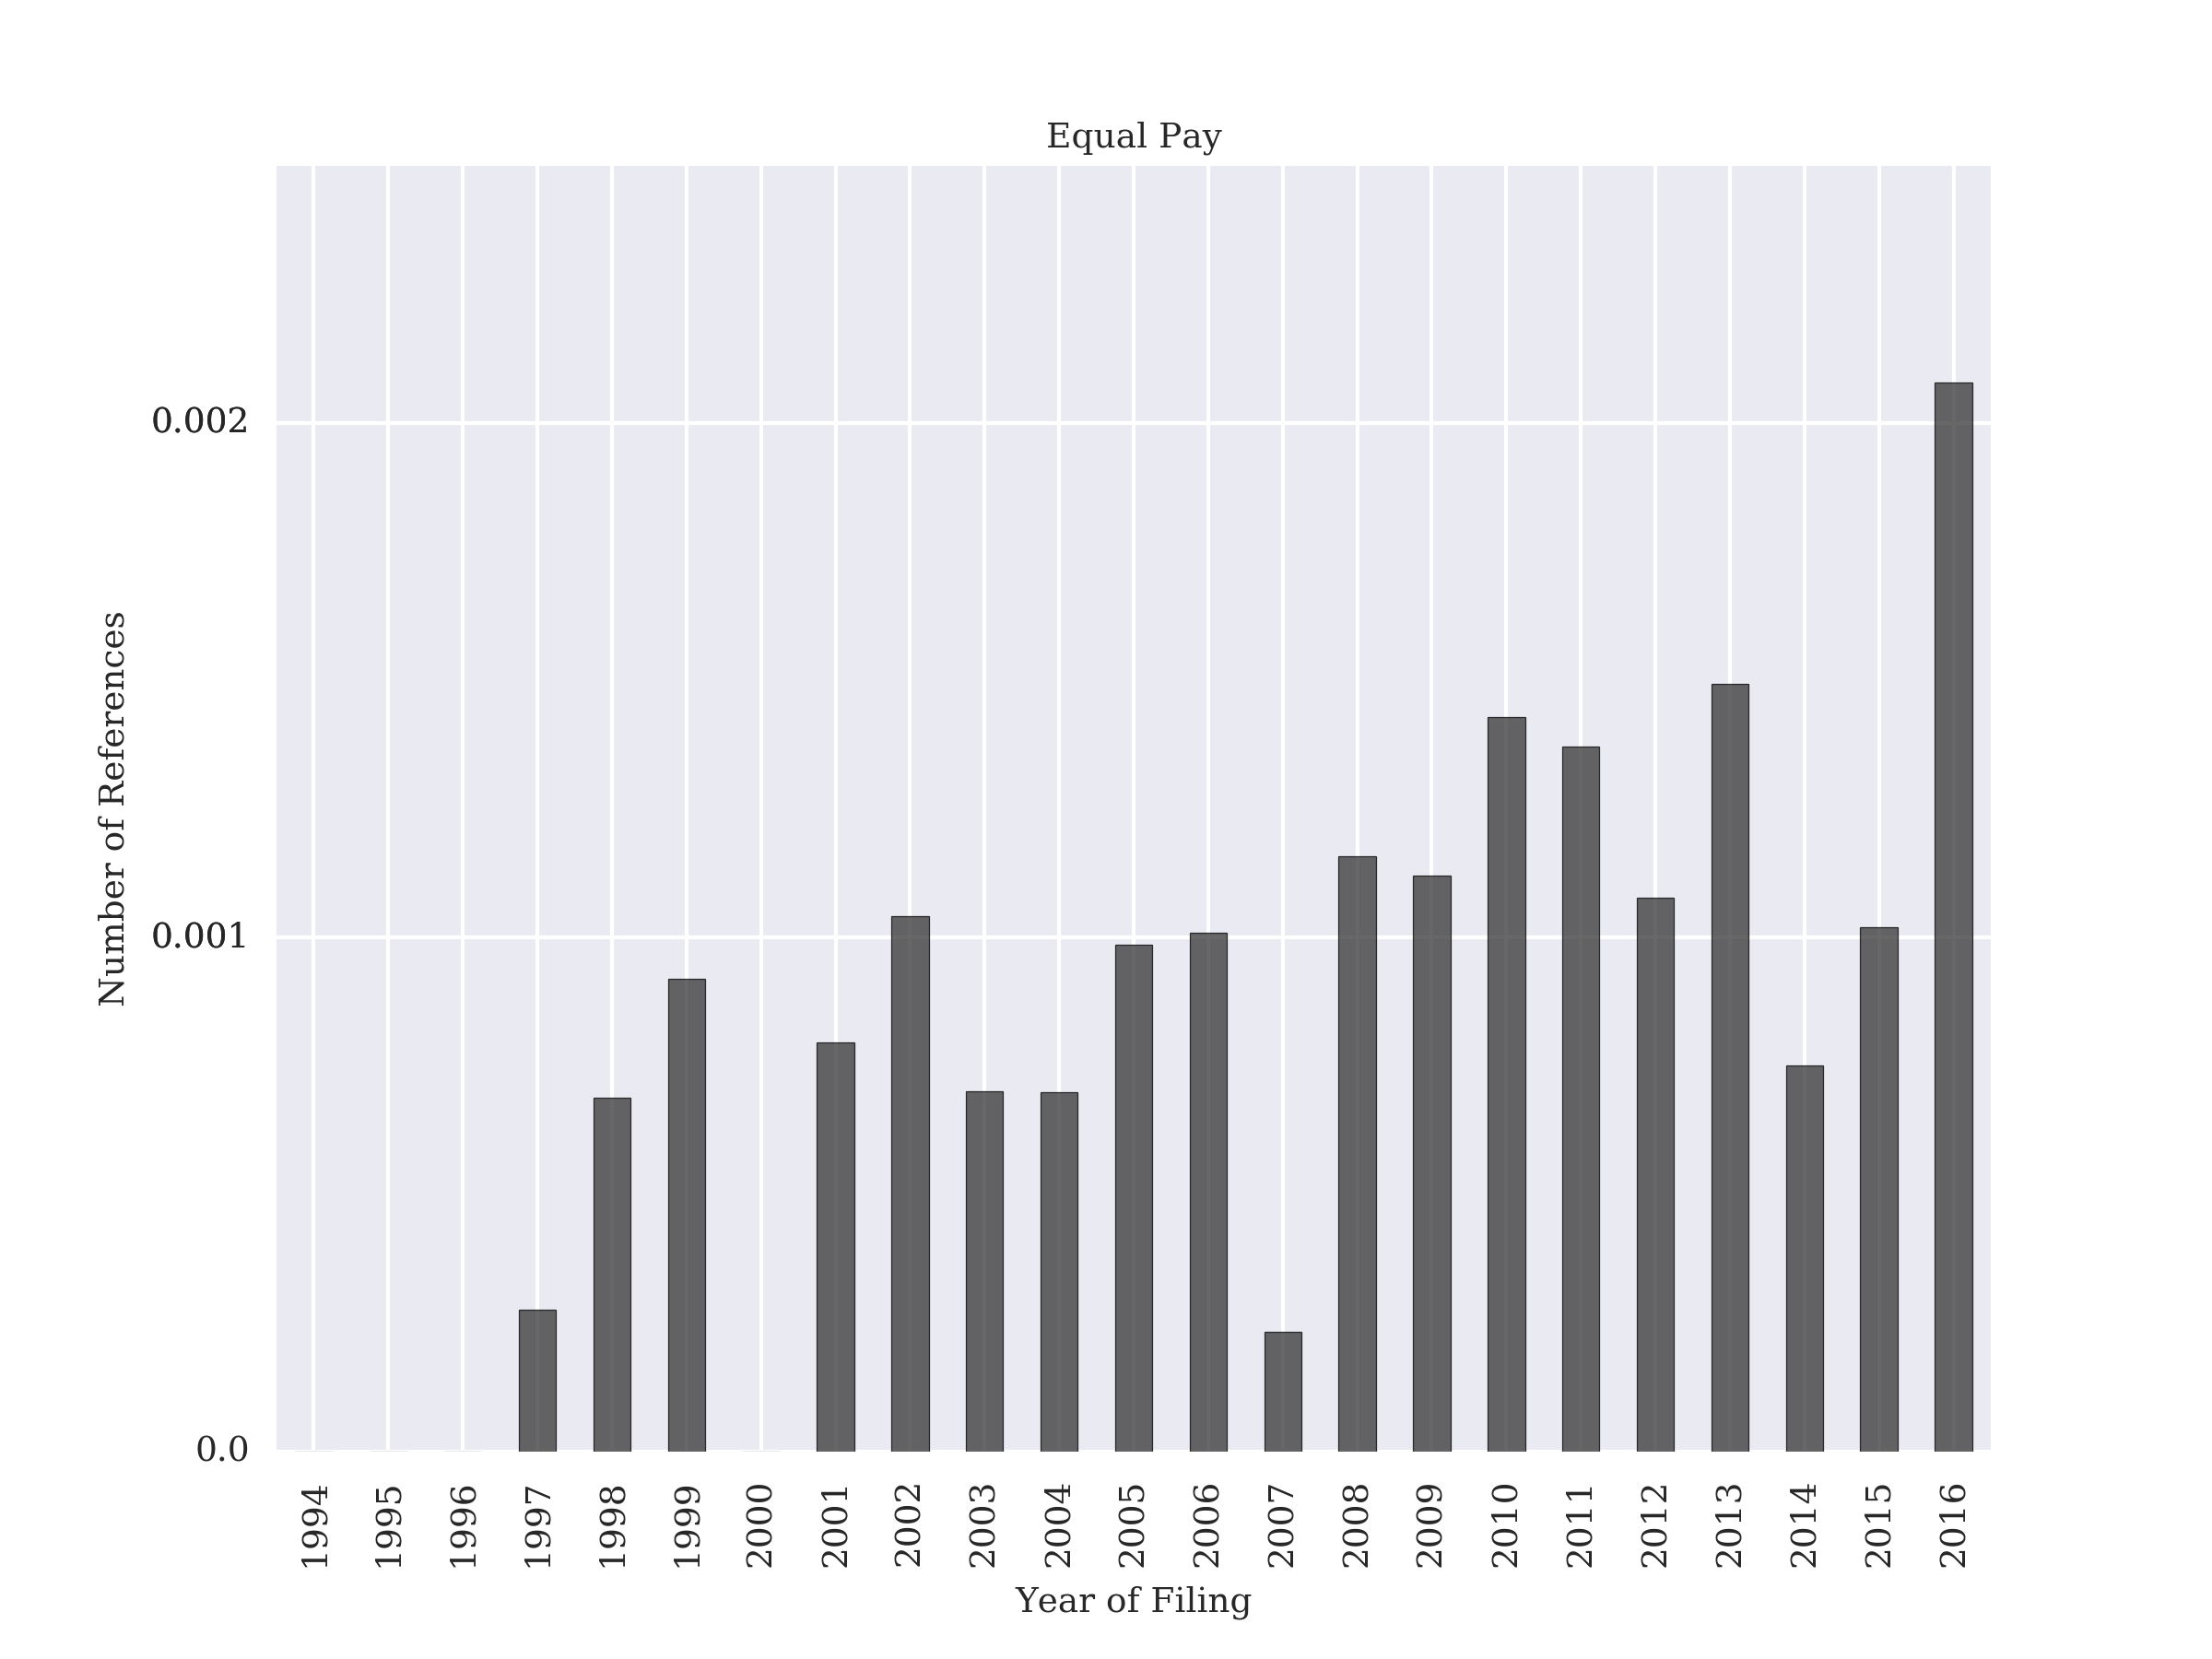 Equal Pay
Number of References
0.002
0.001
0.0
1994 1995 1996 1997 1998 1999 2000 2001 2002 2003 2004 2005 2006 2007 2008 2009 2010 2011 2012 2013 2014 2015 2016
Year of Filing